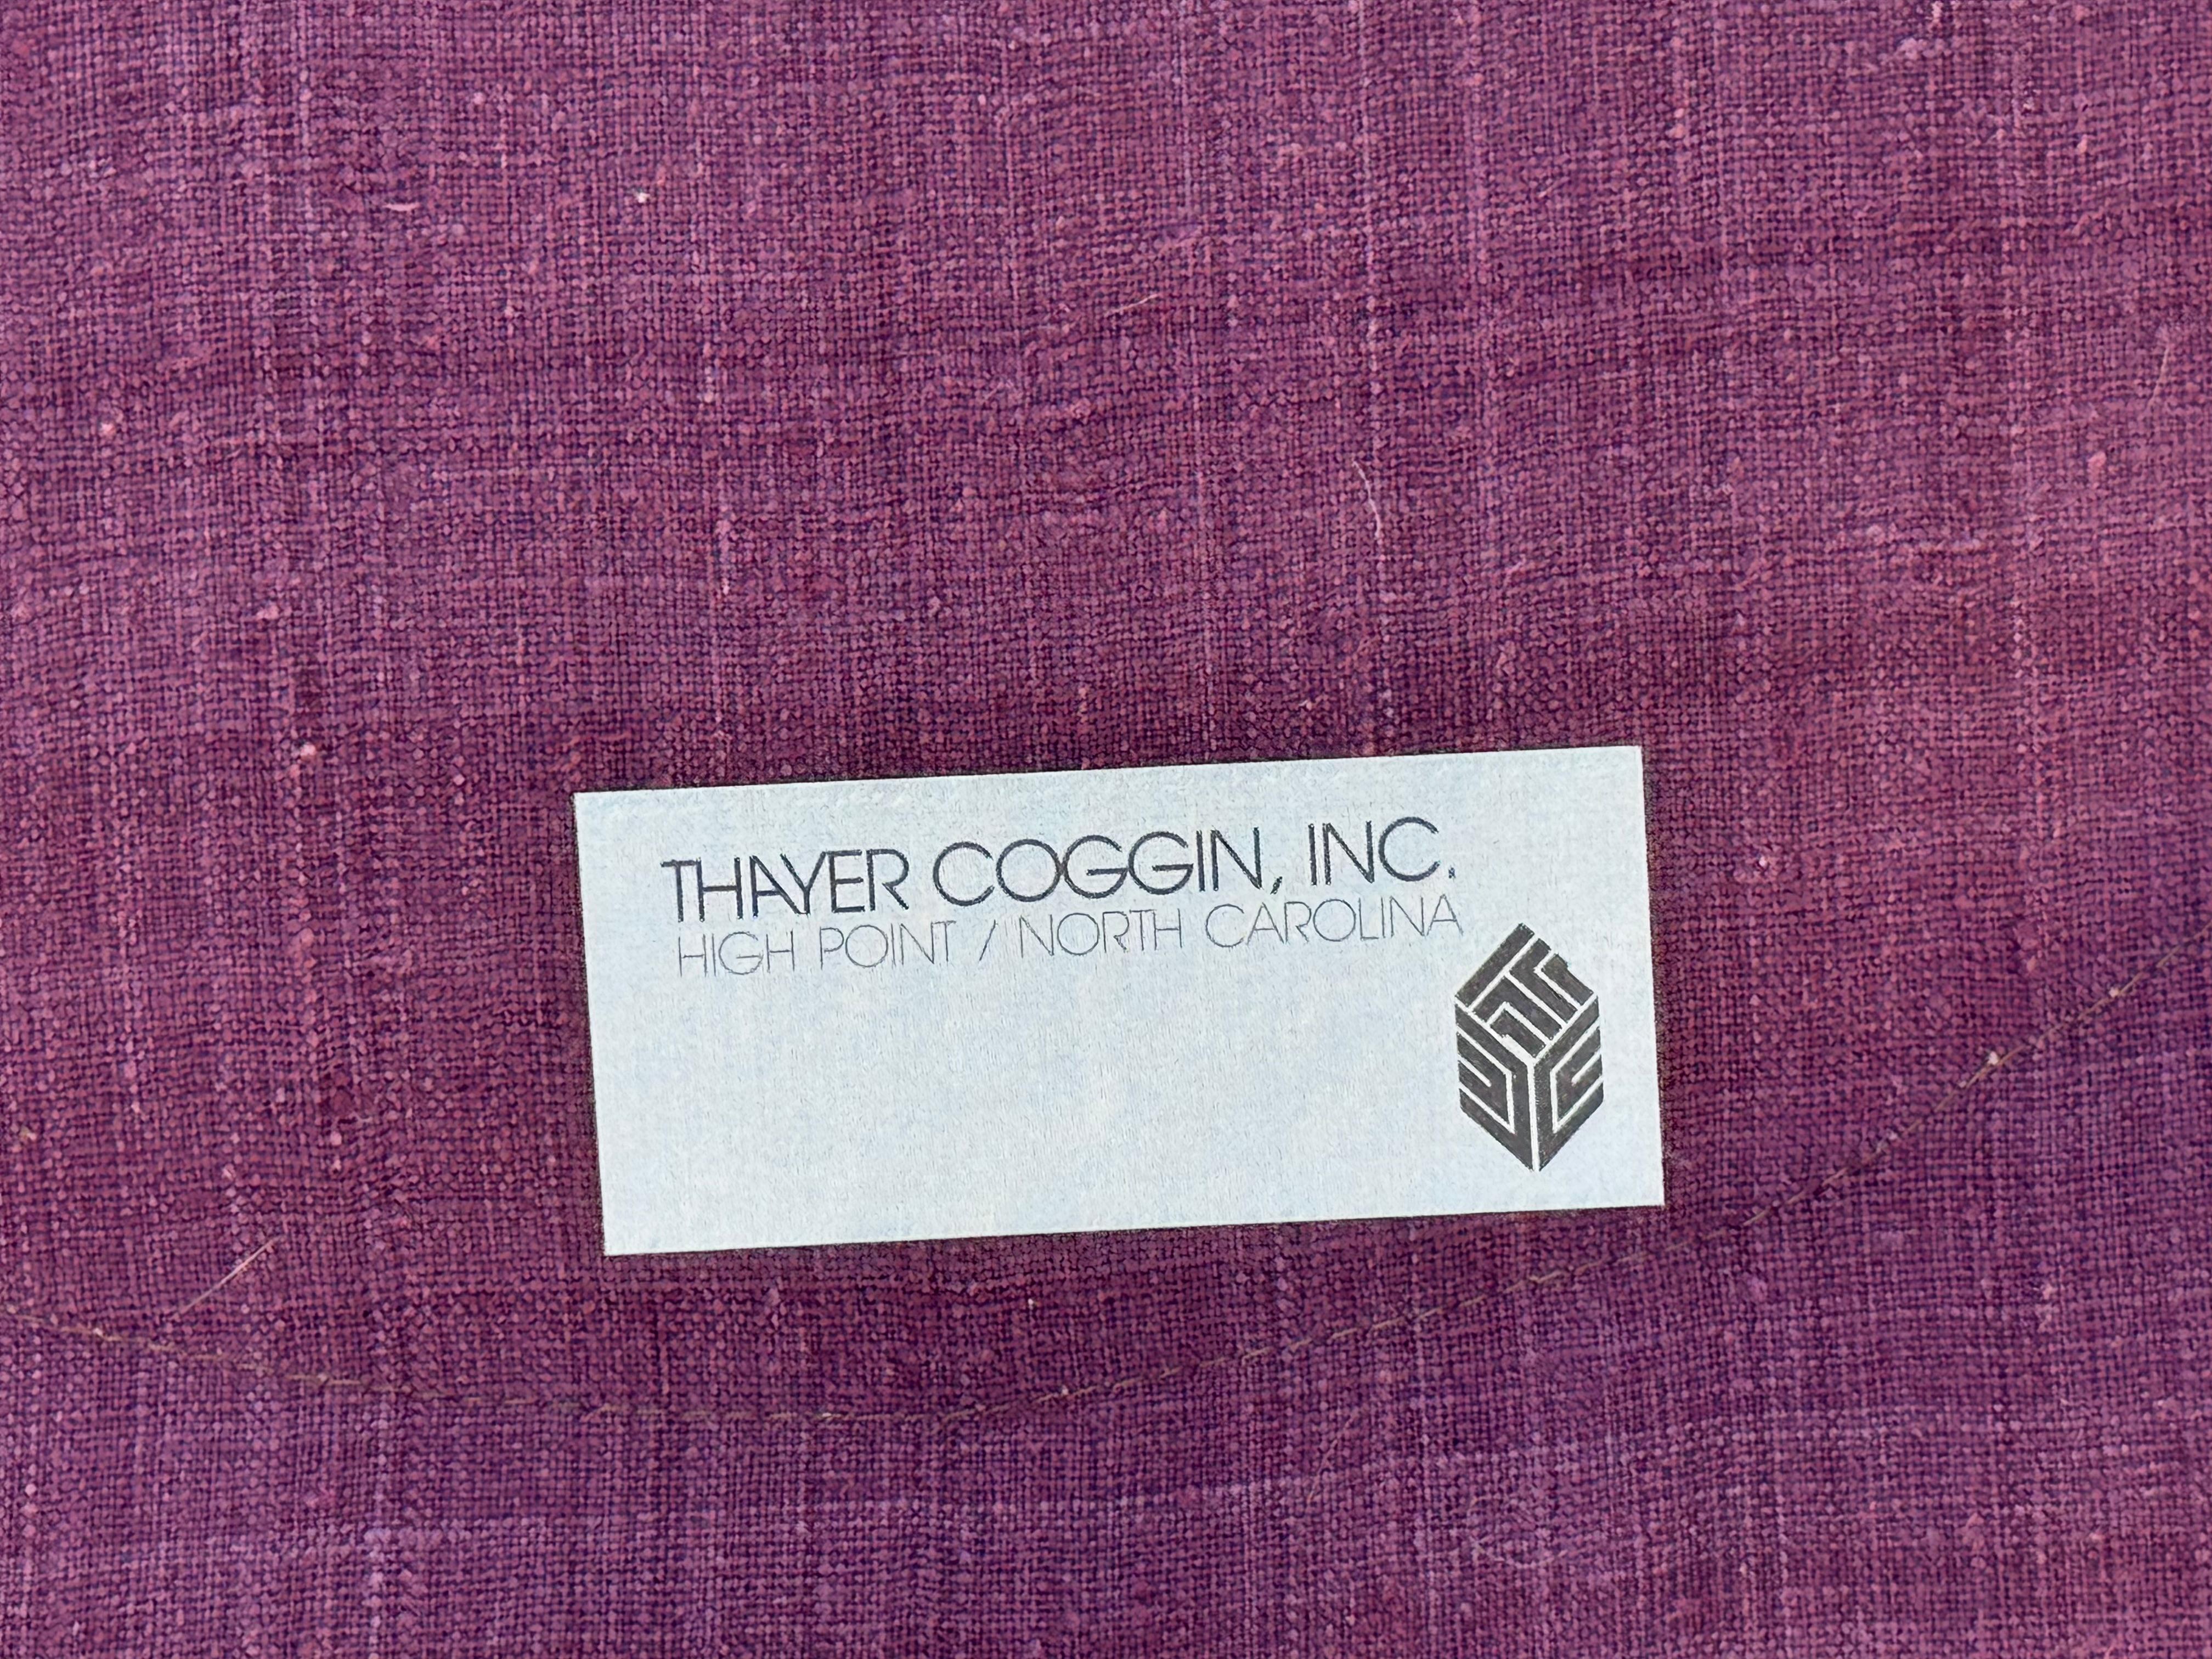 THAYER COGGIN, INC.
HIGH POINT / NORTH CAROLINA